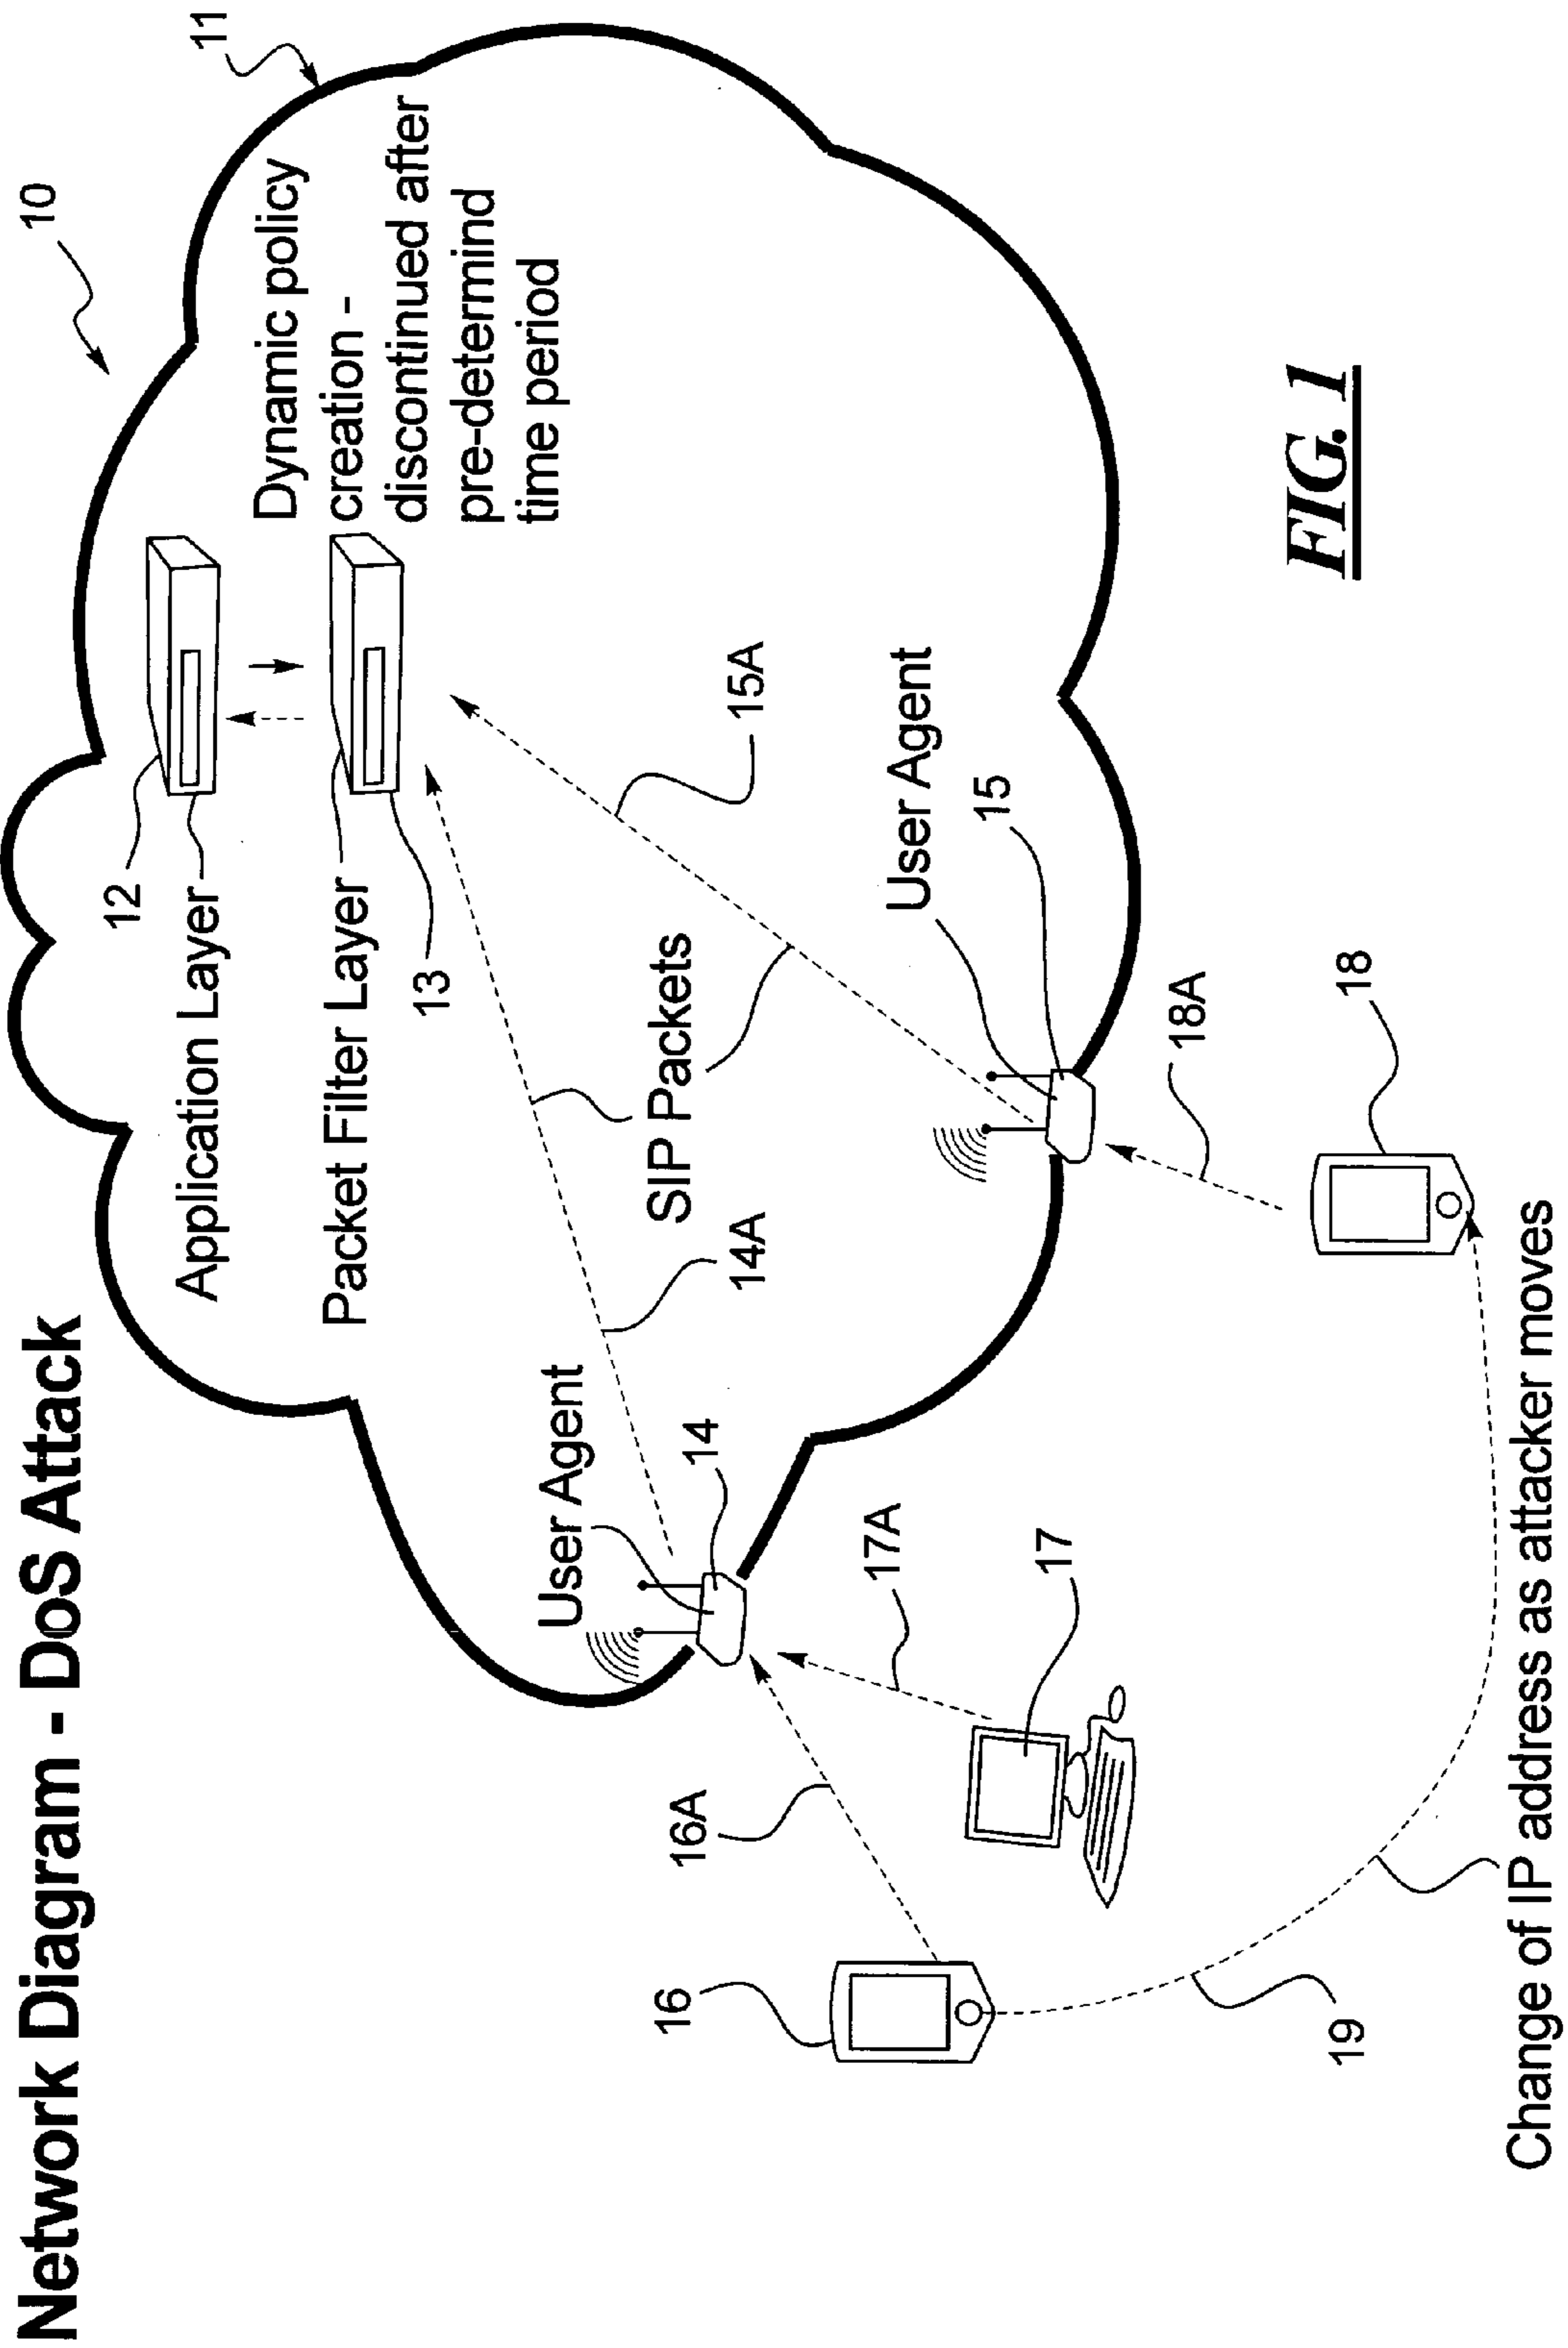 Network Diagram - DoS Attack
10
11
12
Application Layer
Dynamic policy
creation -
discontinued after
pre-determind
time period
Packet Filter Layer
13
User Agent
14
14A
SIP Packets
15A
User Agent
15
16
16A
17A
17
18A
18
19
Change of IP address as attacker moves
FIG. 1